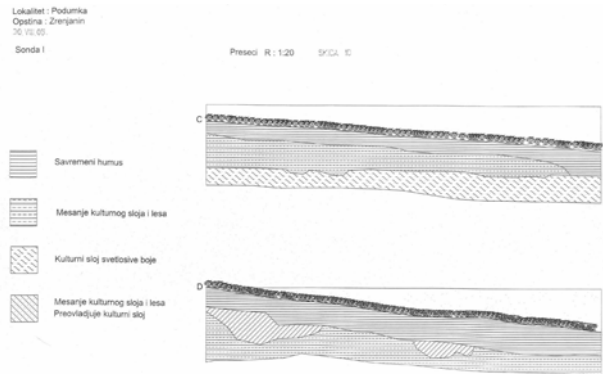 Lokalitet : Podumka
Opstina : Zrenjanin
Sonda I
Preseci R : 1:20
C
Savremeni humus
Mesanje kulturnog sloja i lesa
Kulturni sloj svetlosive boje
D
Mesanje kulturnog sloja i lesa
Preovladjuje kulturni sloj